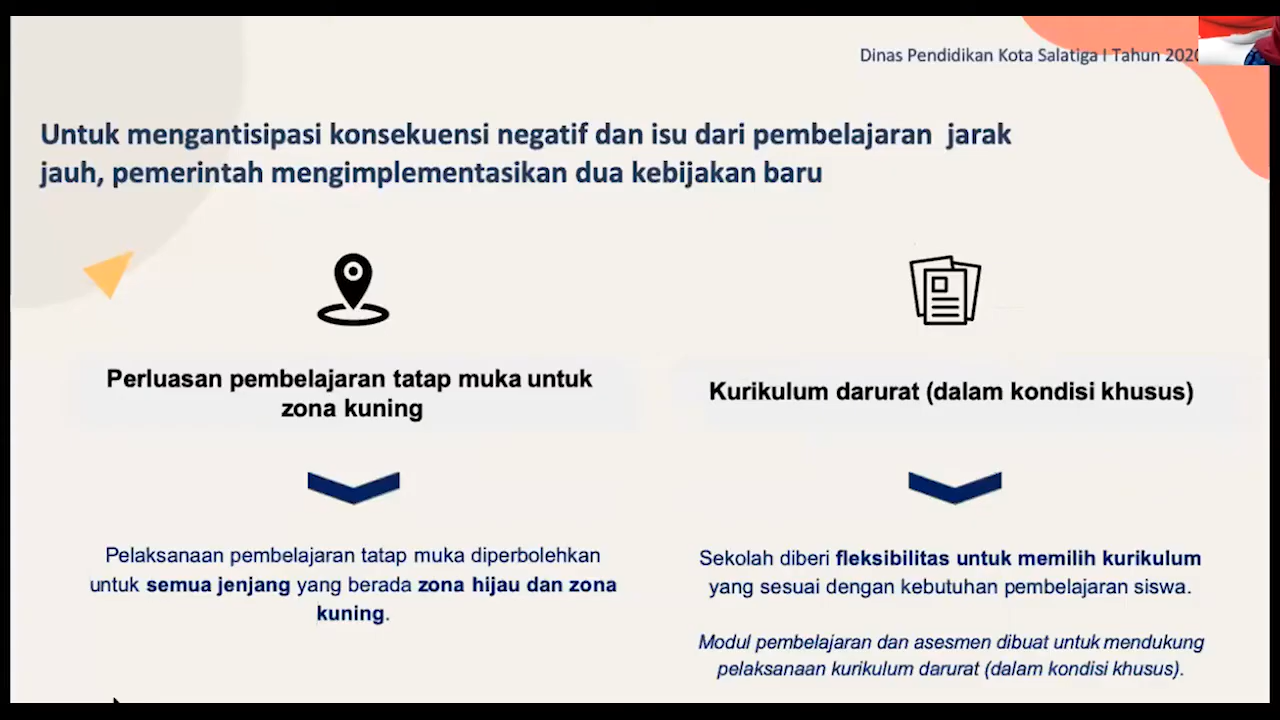 Dinas Pendidikan Kota Salatiga I Tahun 2020
Untuk mengantisipasi konsekuensi negatif dan isu dari pembelajaran jarak
jauh, pemerintah mengimplementasikan dua kebijakan baru
Perluasan pembelajaran tatap muka untuk
zona kuning
Kurikulum darurat (dalam kondisi khusus)
Pelaksanaan pembelajaran tatap muka diperbolehkan
untuk semua jenjang yang berada zona hijau dan zona
kuning.
Sekolah diberi fleksibilitas untuk memilih kurikulum
yang sesuai dengan kebutuhan pembelajaran siswa.
Modul pembelajaran dan asesmen dibuat untuk mendukung
pelaksanaan kurikulum darurat (dalam kondisi khusus).